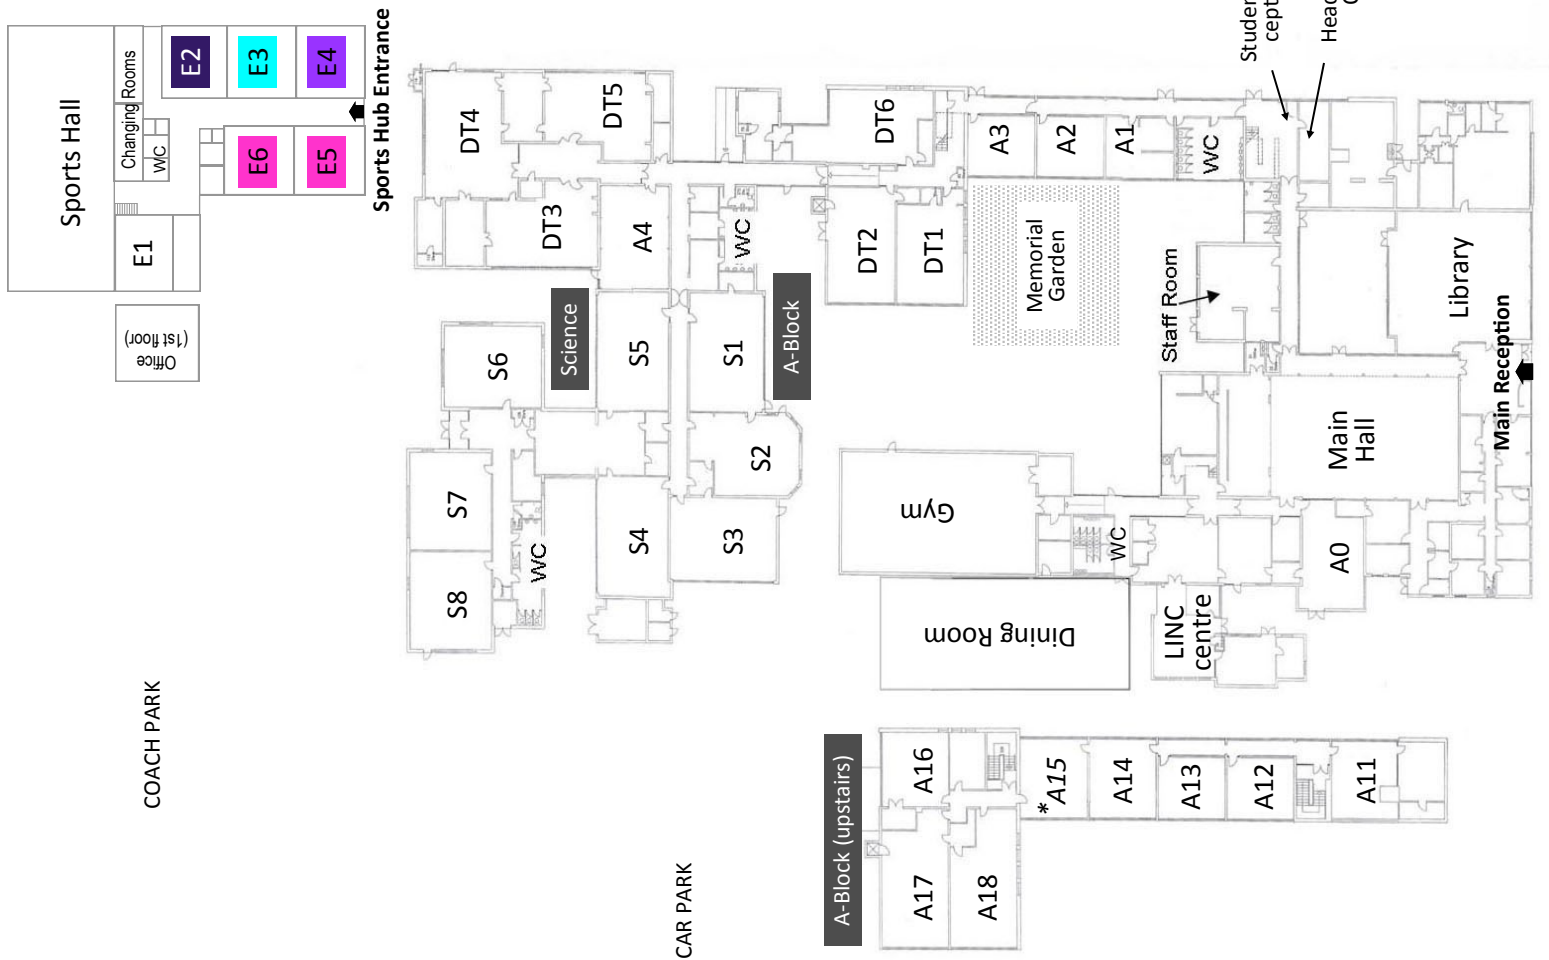 Sports Hall
Changing Rooms
WC
E1
E2
E3
E4
E6
E5
Sports Hub Entrance
Office
(1st floor)
COACH PARK
CAR PARK
DT4
DT5
DT3
A4
WC
DT6
DT2
DT1
A3
A2
A1
WC
Memorial
Garden
Staff Room
Studen
cept
Head
Library
Main Reception
Main
Hall
A0
Science
A-Block
S6
S5
S1
S2
S7
S8
WC
S4
S3
Gym
WC
Dining Room
LINC
centre
A-Block (upstairs)
A16
A17
A18
*A15
A14
A13
A12
A11